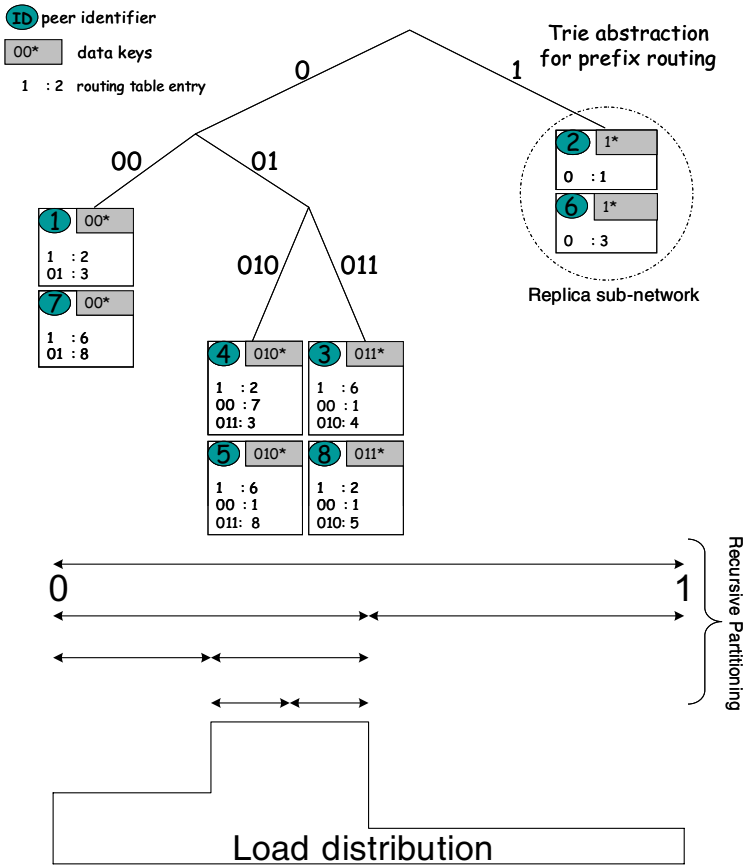 ID peer identifier
00* data keys
1 : 2 routing table entry
Trie abstraction
for prefix routing
0
1
00
01
2 1*
0 : 1
6 1*
0 : 3
Replica sub-network
1 00*
1 : 2
01 : 3
7 00*
1 : 6
01 : 8
010
011
4 010*
1 : 2
00 : 7
011: 3
3 011*
1 : 6
00 : 1
010: 4
5 010*
1 : 6
00 : 1
011: 8
8 011*
1 : 2
00 : 1
010: 5
0
1
Recursive Partitioning
Load distribution